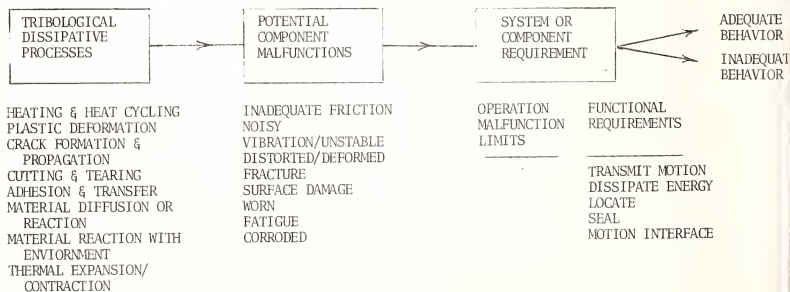 TRIBOLOGICAL
DISSIPATIVE
PROCESSES
POTENTIAL
COMPONENT
MALFUNCTIONS
SYSTEM OR
COMPONENT
REQUIREMENT
ADEQUATE
BEHAVIOR
INADEQUAT
BEHAVIOR
HEATING & HEAT CYCLING
PLASTIC DEFORMATION
CRACK FORMATION &
PROPAGATION
CUTTING & TEARING
ADHESION & TRANSFER
MATERIAL DIFFUSION OR
REACTION
MATERIAL REACTION WITH
ENVIORNMENT
THERMAL EXPANSION/
CONTRACTION
INADEQUATE FRICTION
NOISY
VIBRATION/UNSTABLE
DISTORTED/DEFORMED
FRACTURE
SURFACE DAMAGE
WORN
FATIGUE
CORRODED
OPERATION
MALFUNCTION
LIMITS
FUNCTIONAL
REQUIREMENTS
TRANSMIT MOTION
DISSIPATE ENERGY
LOCATE
SEAL
MOTION INTERFACE